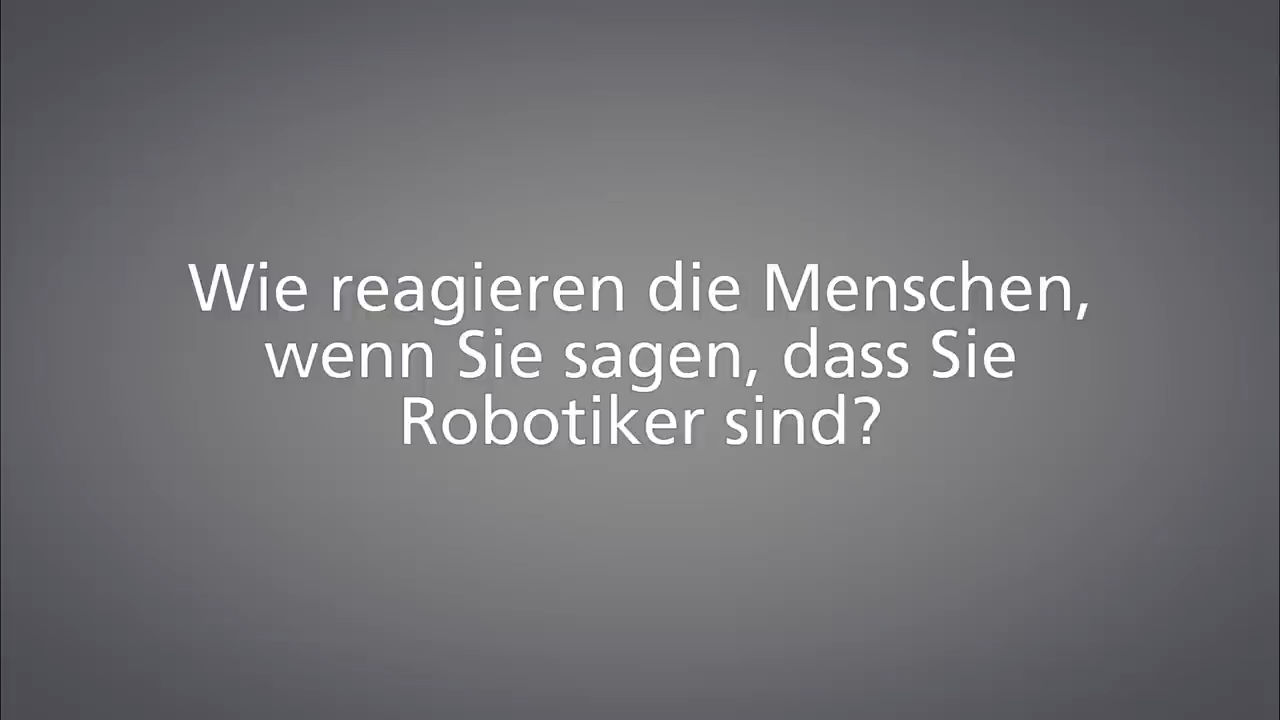 Wie reagieren die Menschen,
wenn Sie sagen, dass Sie
Robotiker sind?